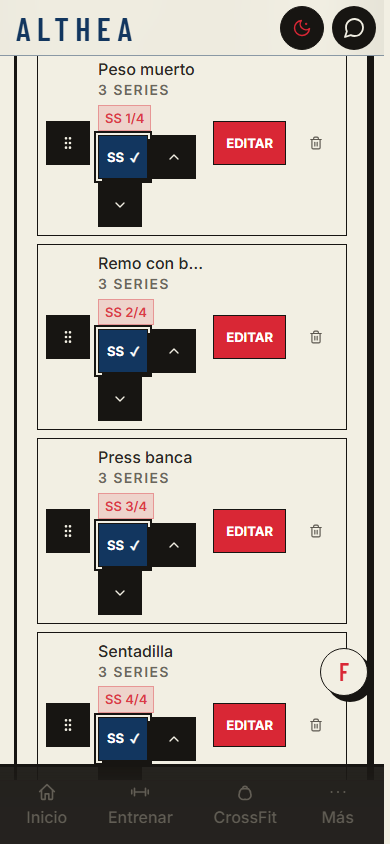 ALTHEA
Peso muerto
3 SERIES
SS 1/4
SS ✓
EDITAR
Remo con b...
3 SERIES
SS 2/4
SS ✓
EDITAR
Press banca
3 SERIES
SS 3/4
SS ✓
EDITAR
Sentadilla
3 SERIES
F
SS 4/4
SS ✓
EDITAR
Inicio Entrenar CrossFit Más